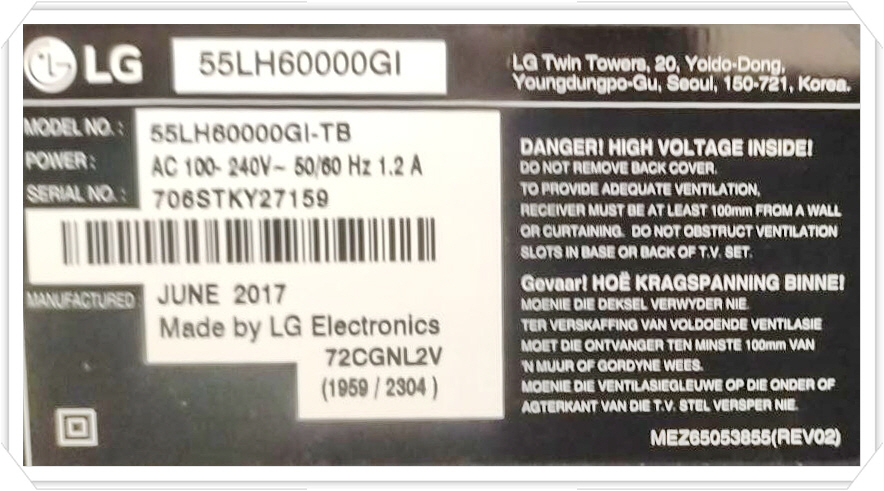 LG
55LH60000GI
LG Twin Towers, 20, Yoido-Dong,
Youngdungpo-Gu, Seoul, 150-721, Korea.
MODEL NO. : 55LH60000GI-TB
POWER : AC 100- 240V~ 50/60 Hz 1.2 A
SERIAL NO. : 706STKY27159
MANUFACTURED JUNE 2017
Made by LG Electronics
72CGNL2V
(1959 / 2304 )
DANGER! HIGH VOLTAGE INSIDE!
DO NOT REMOVE BACK COVER.
TO PROVIDE ADEQUATE VENTILATION,
RECEIVER MUST BE AT LEAST 100mm FROM A WALL
OR CURTAINING. DO NOT OBSTRUCT VENTILATION
SLOTS IN BASE OR BACK OF T.V. SET.
Gevaar! HOË KRAGSPANNING BINNE!
MOENIE DIE DEKSEL VERWYDER NIE.
TER VERSKAFFING VAN VOLDOENDE VENTILASIE
MOET DIE ONTVANGER TEN MINSTE 100mm VAN
'N MUUR OF GORDYNE WEES.
MOENIE DIE VENTILASIEGLEUWE OP DIE ONDER OF
AGTERKANT VAN DIE T.V. STEL VERSPER NIE.
MEZ65053855(REV02)